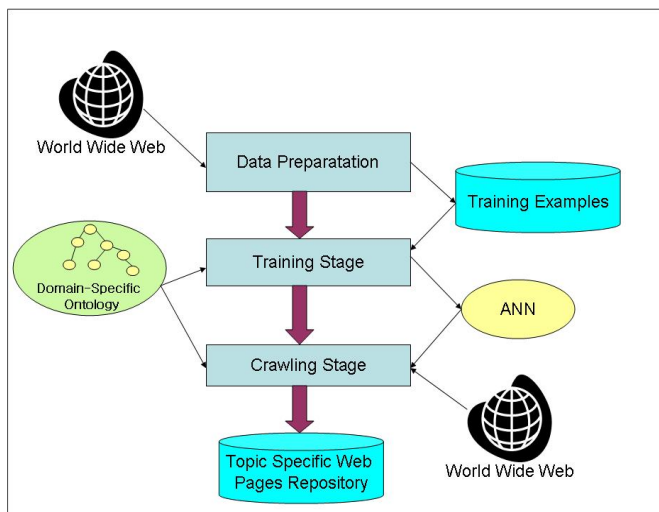 World Wide Web
Data Preparatation
Training Examples
Domain-Specific
Ontology
Training Stage
ANN
Crawling Stage
World Wide Web
Topic Specific Web
Pages Repository